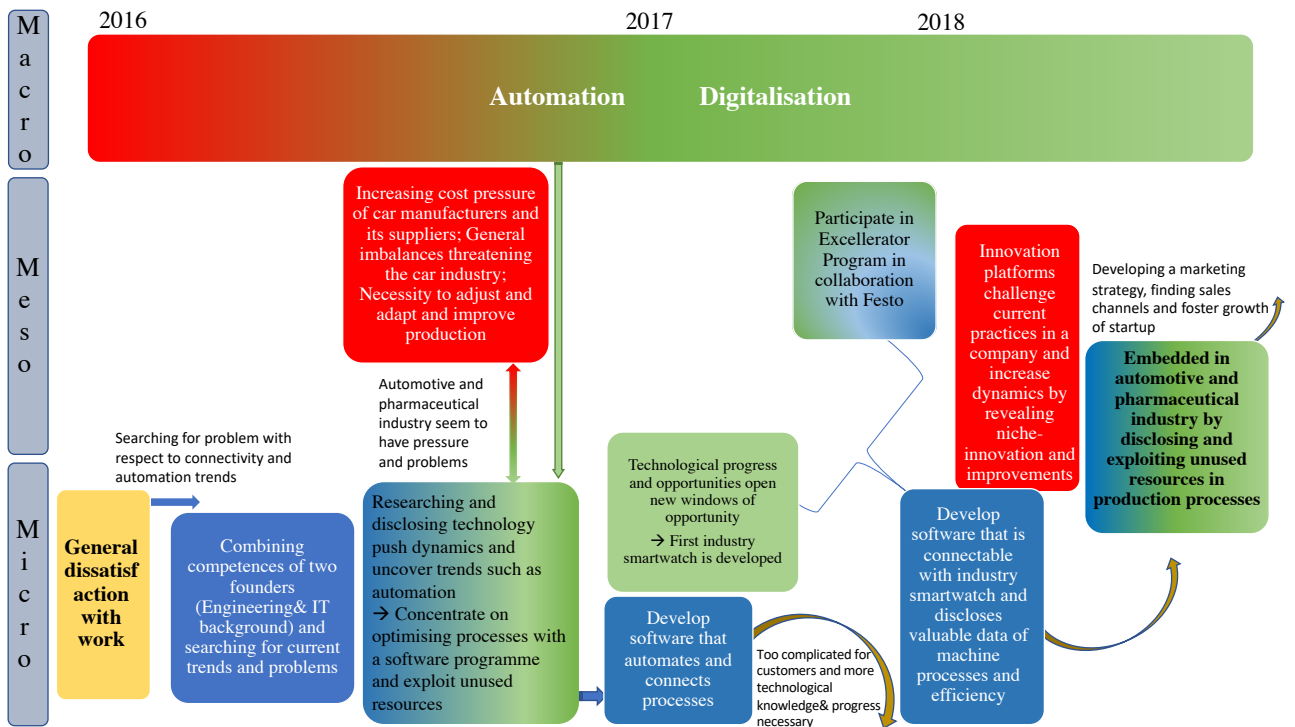 2016
2017
2018
Macro
Automation
Digitalisation
Meso
Increasing cost pressure
of car manufacturers and
its suppliers; General
imbalances threatening
the car industry;
Necessity to adjust and
adapt and improve
production
Participate in
Excellerator
Program in
collaboration
with Festo
Innovation
platforms
challenge
current
practices in a
company and
increase
dynamics by
revealing
niche-
innovation and
improvements
Developing a marketing
strategy, finding sales
channels and foster growth
of startup
Embedded in
automotive and
pharmaceutical
industry by
disclosing and
exploiting unused
resources in
production processes
Automotive and
pharmaceutical
industry seem to
have pressure
and problems
Searching for problem with
respect to connectivity and
automation trends
Micro
General
dissatisf
action
with
work
Combining
competences of two
founders
(Engineering& IT
background) and
searching for current
trends and problems
Researching and
disclosing technology
push dynamics and
uncover trends such as
automation
→ Concentrate on
optimising processes with
a software programme
and exploit unused
resources
Technological progress
and opportunities open
new windows of
opportunity
→ First industry
smartwatch is developed
Develop
software that
automates and
connects
processes
Too complicated for
customers and more
technological
knowledge& progress
necessary
Develop
software that is
connectable
with industry
smartwatch and
discloses
valuable data of
machine
processes and
efficiency